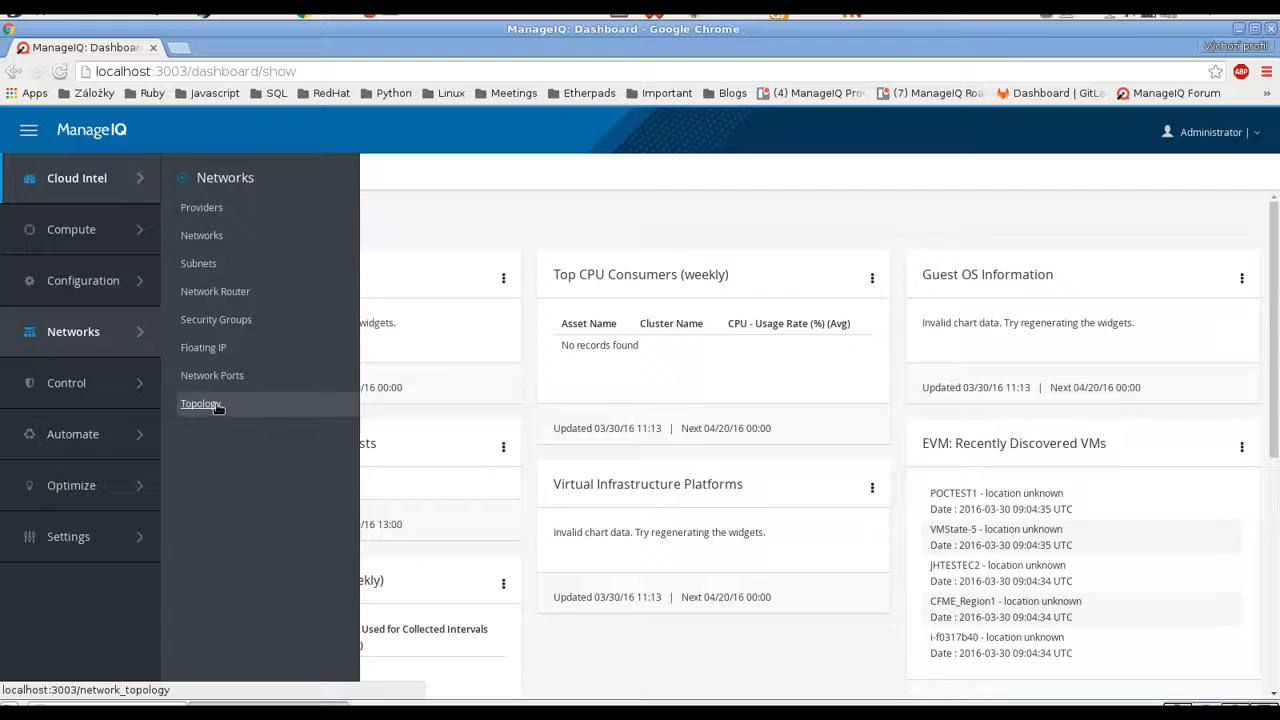 ManageIQ: Dashboard - Google Chrome
ManageIQ: Dashboar
Výchozí profil
localhost:3003/dashboard/show
ABP
Apps Záložky Ruby Javascript SQL RedHat Python Linux Meetings Etherpads Important Blogs (4) ManageIQ Pro (7) ManageIQ Roa Dashboard | GitLa ManageIQ Forum »
ManageIQ
Administrator |
Cloud Intel
Compute
Configuration
Networks
Control
Automate
Optimize
Settings
Networks
Providers
Networks
Subnets
Network Router
Security Groups
Floating IP
Network Ports
Topology
widgets.
/16 00:00
sts
/16 13:00
ekly)
Used for Collected Intervals
)
Top CPU Consumers (weekly)
Asset Name Cluster Name CPU - Usage Rate (%) (Avg)
No records found
Updated 03/30/16 11:13 | Next 04/20/16 00:00
Virtual Infrastructure Platforms
Invalid chart data. Try regenerating the widgets.
Updated 03/30/16 11:13 | Next 04/20/16 00:00
Guest OS Information
Invalid chart data. Try regenerating the widgets.
Updated 03/30/16 11:13 | Next 04/20/16 00:00
EVM: Recently Discovered VMs
POCTEST1 - location unknown
Date : 2016-03-30 09:04:35 UTC
VMState-5 - location unknown
Date : 2016-03-30 09:04:35 UTC
JHTESTEC2 - location unknown
Date : 2016-03-30 09:04:34 UTC
CFME_Region1 - location unknown
Date : 2016-03-30 09:04:34 UTC
i-f0317b40 - location unknown
Date : 2016-03-30 09:04:34 UTC
localhost:3003/network_topology